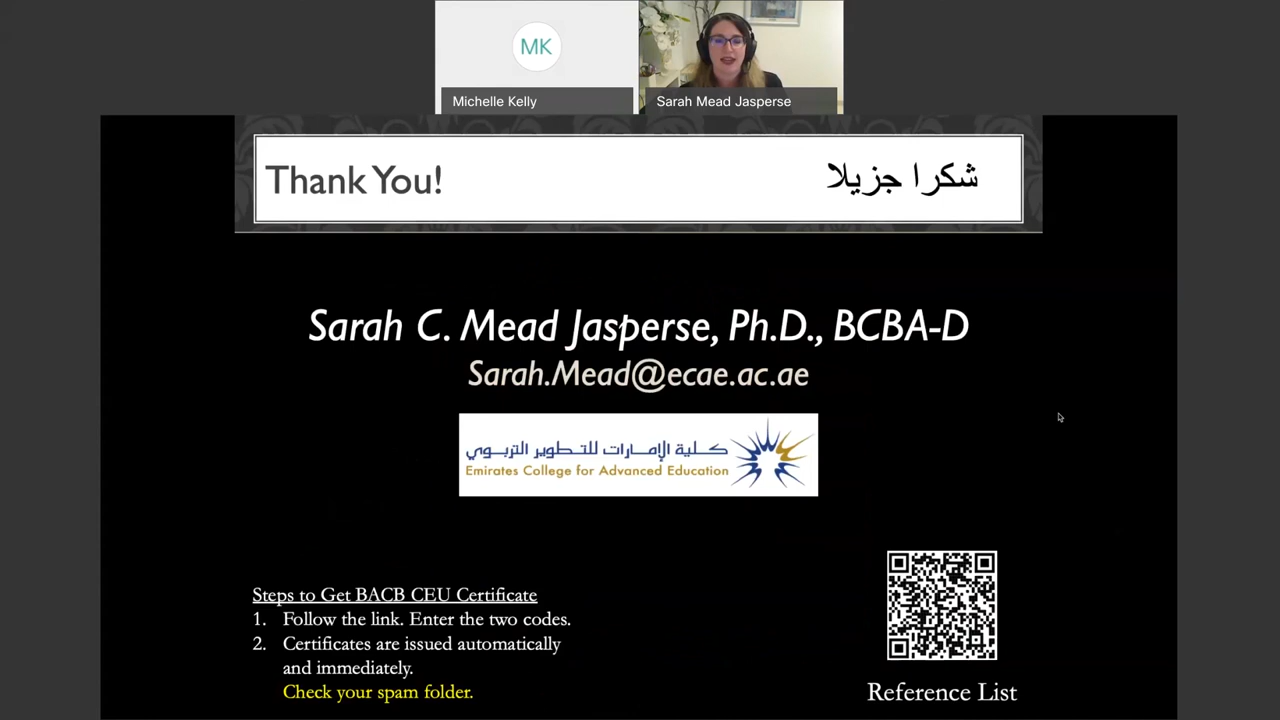 MK
Michelle Kelly
Sarah Mead Jasperse
Thank You!
شكرا جزيلا
Sarah C. Mead Jasperse, Ph.D., BCBA-D
Sarah.Mead@ecae.ac.ae
كلية الإمارات للتطوير التربوي
Emirates College for Advanced Education
Steps to Get BACB CEU Certificate
1. Follow the link. Enter the two codes.
2. Certificates are issued automatically
and immediately.
Check your spam folder.
Reference List